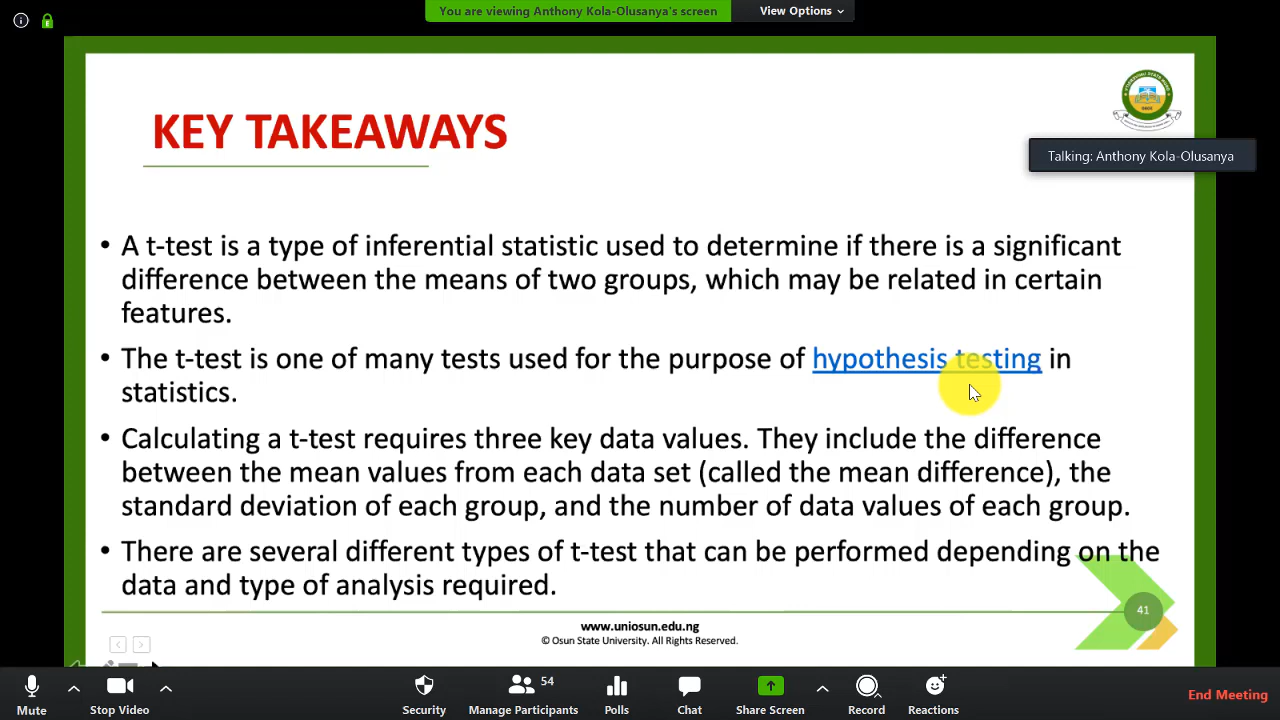 You are viewing Anthony Kola-Olusanya's screen
View Options
KEY TAKEAWAYS
Talking: Anthony Kola-Olusanya
• A t-test is a type of inferential statistic used to determine if there is a significant
difference between the means of two groups, which may be related in certain
features.
• The t-test is one of many tests used for the purpose of hypothesis testing in
statistics.
• Calculating a t-test requires three key data values. They include the difference
between the mean values from each data set (called the mean difference), the
standard deviation of each group, and the number of data values of each group.
• There are several different types of t-test that can be performed depending on the
data and type of analysis required.
41
www.uniosun.edu.ng
© Osun State University. All Rights Reserved.
Mute
Stop Video
Security
54
Manage Participants
Polls
Chat
Share Screen
Record
Reactions
End Meeting